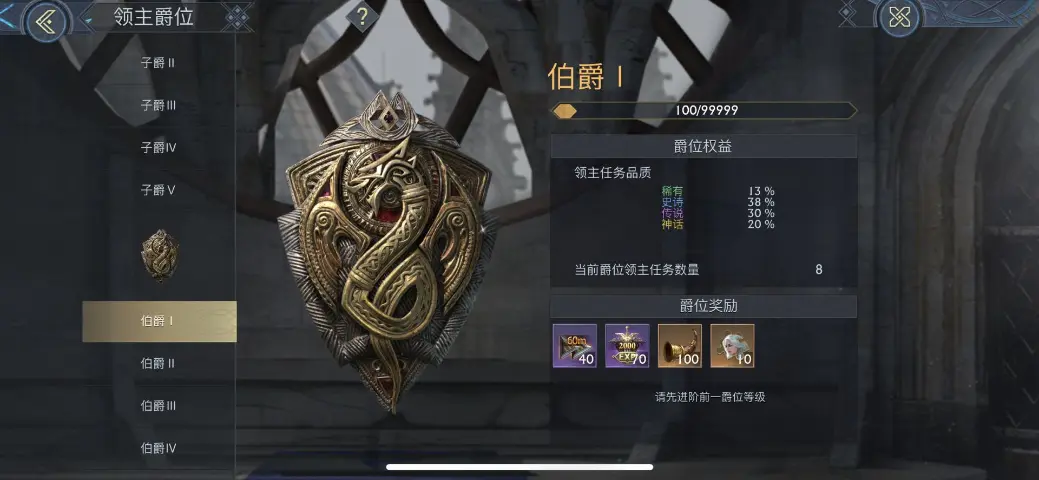 领主爵位
?
子爵 II
子爵 III
子爵 IV
子爵 V
伯爵 I
伯爵 II
伯爵 III
伯爵 IV
伯爵 I
100/99999
爵位权益
领主任务品质
稀有 13 %
史诗 38 %
传说 30 %
神话 20 %
当前爵位领主任务数量 8
爵位奖励
60m
40
2000
EXP
70
100
10
请先进阶前一爵位等级